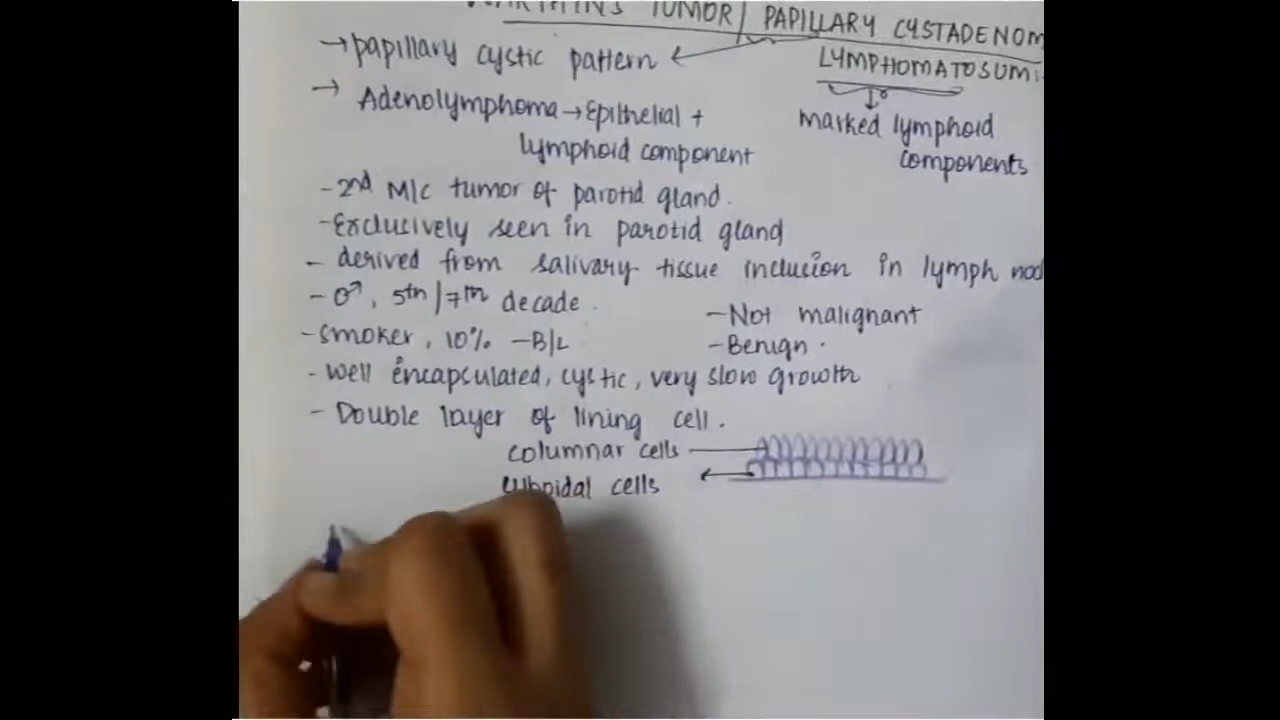 TUMOR / PAPILLARY CYSTADENOM
LYMPHOMATOSUM:
→ papillary cystic pattern ←
→ Adenolymphoma → Epithelial +
lymphoid component
marked lymphoid
components
- 2nd M/c tumor of parotid gland.
- Exclusively seen in parotid gland
- derived from salivary tissue inclusion in lymph nod
- ♂, 5th/7th decade.
- smoker, 10% - B/L
- Not malignant
- Benign.
- well encapsulated, cystic, very slow growth
- Double layer of lining cell.
columnar cells
cuboidal cells